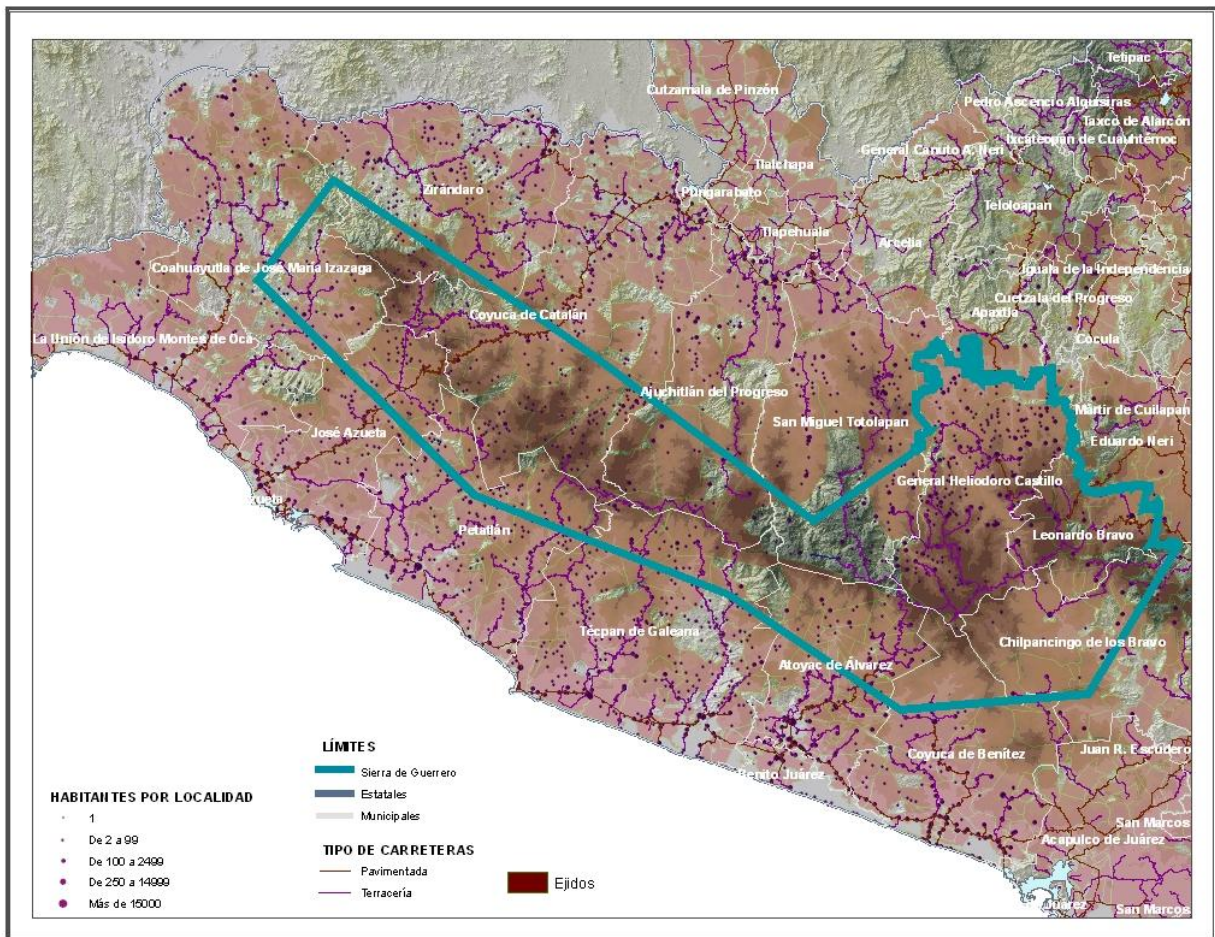 Tetipac
Cutzamala de Pinzón
Pedro Ascencio Alquisiras
Taxco de Alarcón
Ixcateopan de Cuauhtémoc
General Canuto A. Neri
Tlalchapa
Zirándaro
Pungarabato
Teloloapan
Tlapehuala
Arcelia
Coahuayutla de José María Izazaga
Iguala de la Independencia
Cuetzala del Progreso
Apaxtla
Coyuca de Catalán
La Unión de Isidoro Montes de Oca
Cocula
Ajuchitlán del Progreso
Mártir de Cuilapan
San Miguel Totolapan
José Azueta
Eduardo Neri
General Heliodoro Castillo
Petatlán
Leonardo Bravo
Técpan de Galeana
Chilpancingo de los Bravo
Atoyac de Álvarez
Coyuca de Benítez
Juan R. Escudero
Benito Juárez
San Marcos
Acapulco de Juárez
Juárez
San Marcos
LÍMITES
Sierra de Guerrero
Estatales
Municipales
HABITANTES POR LOCALIDAD
1
De 2 a 99
De 100 a 2499
De 250 a 14999
Más de 15000
TIPO DE CARRETERAS
Pavimentada
Terracería
Ejidos